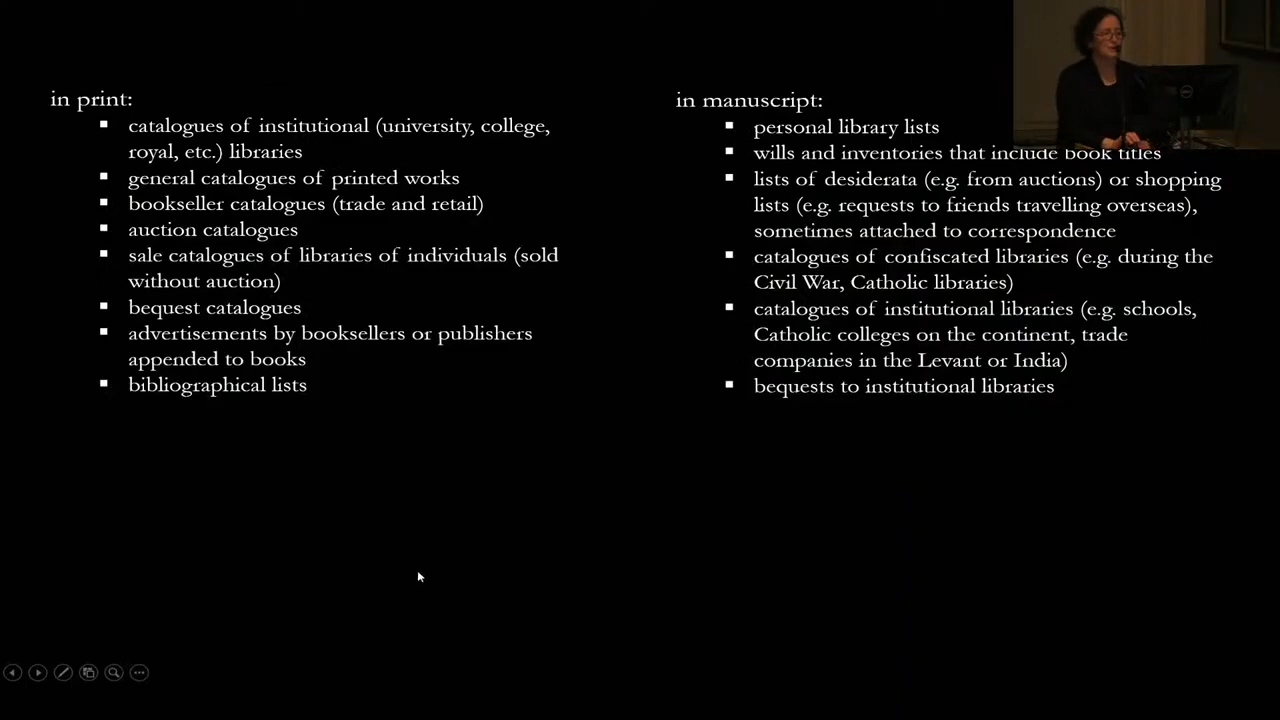 in print:
▪ catalogues of institutional (university, college,
royal, etc.) libraries
▪ general catalogues of printed works
▪ bookseller catalogues (trade and retail)
▪ auction catalogues
▪ sale catalogues of libraries of individuals (sold
without auction)
▪ bequest catalogues
▪ advertisements by booksellers or publishers
appended to books
▪ bibliographical lists
in manuscript:
▪ personal library lists
▪ wills and inventories that include book titles
▪ lists of desiderata (e.g. from auctions) or shopping
lists (e.g. requests to friends travelling overseas),
sometimes attached to correspondence
▪ catalogues of confiscated libraries (e.g. during the
Civil War, Catholic libraries)
▪ catalogues of institutional libraries (e.g. schools,
Catholic colleges on the continent, trade
companies in the Levant or India)
▪ bequests to institutional libraries